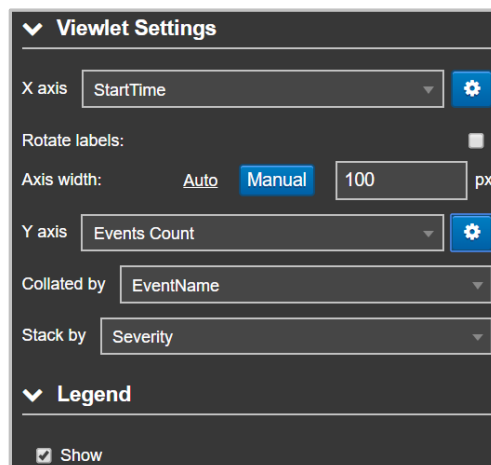 Viewlet Settings
X axis StartTime
Rotate labels:
Axis width: Auto Manual 100 px
Y axis Events Count
Collated by EventName
Stack by Severity
Legend
Show